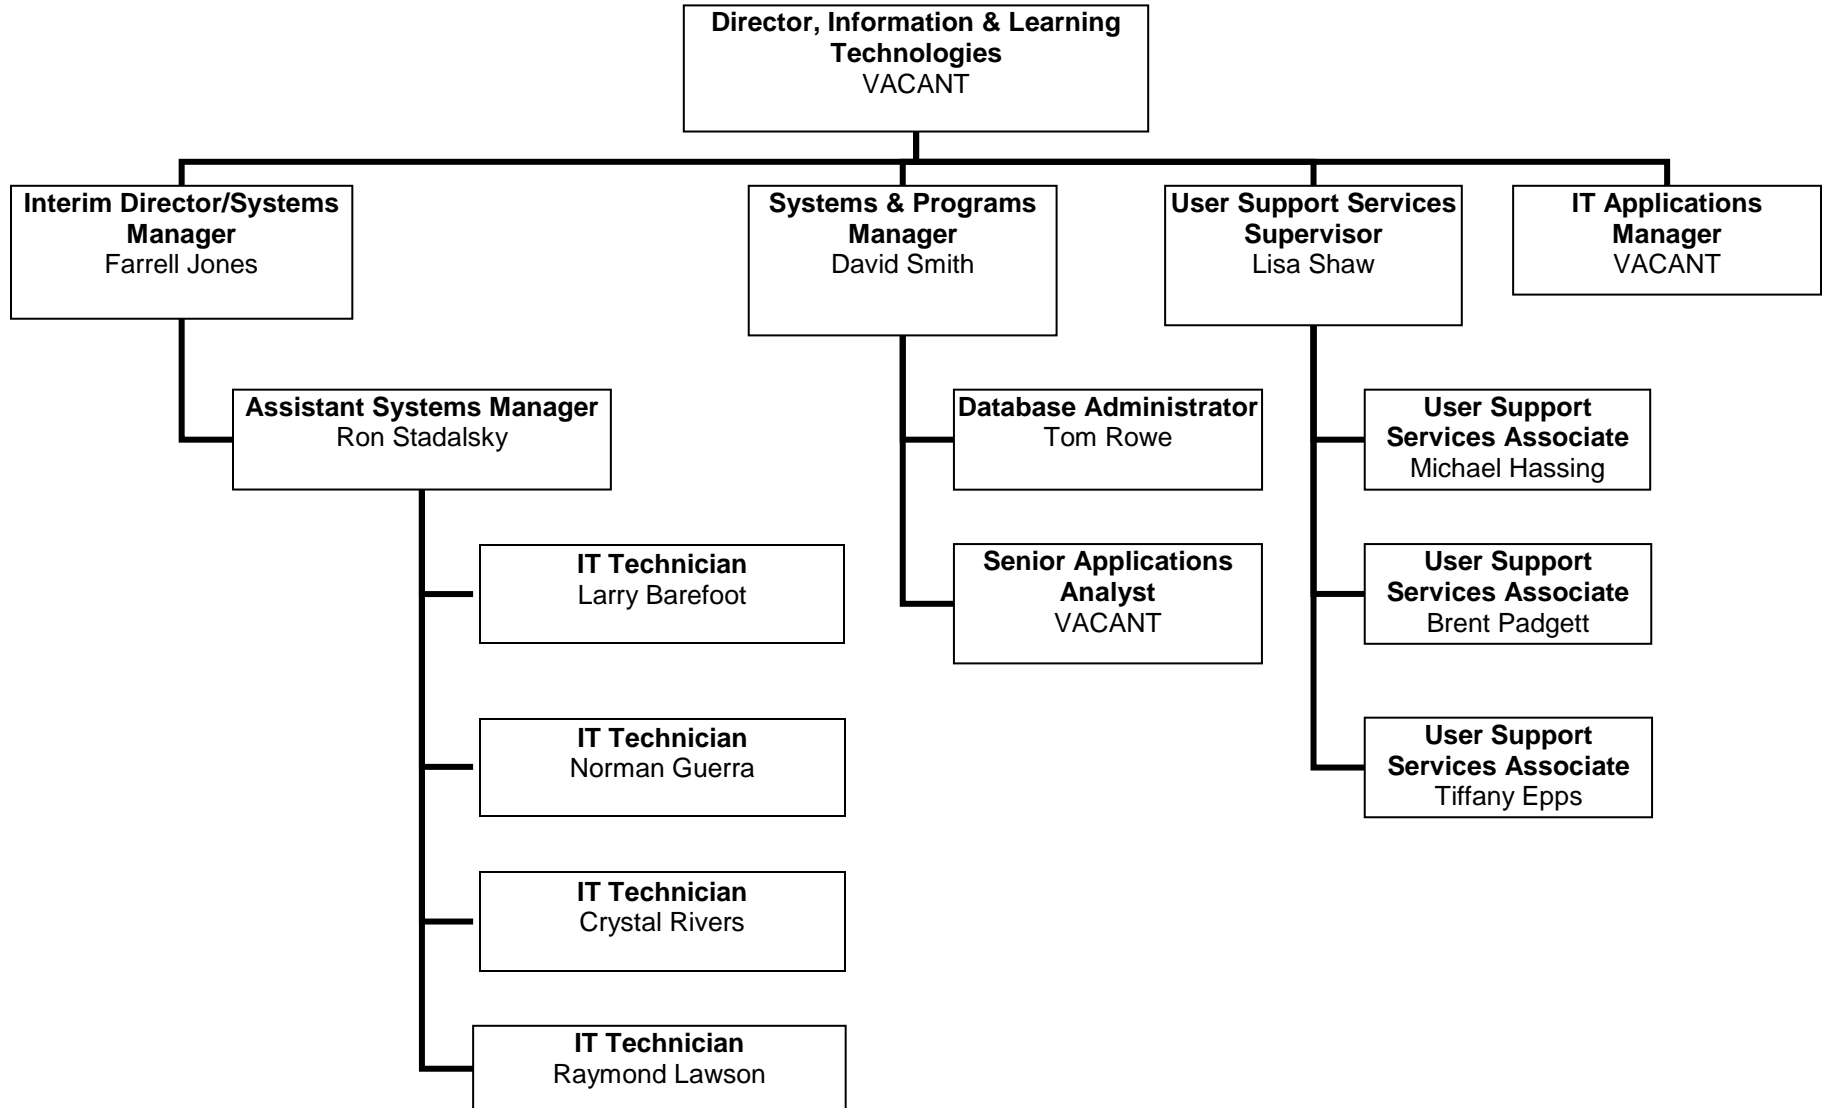 Director, Information & Learning
Technologies
VACANT
Interim Director/Systems
Manager
Farrell Jones
Systems & Programs
Manager
David Smith
User Support Services
Supervisor
Lisa Shaw
IT Applications
Manager
VACANT
Assistant Systems Manager
Ron Stadalsky
Database Administrator
Tom Rowe
User Support
Services Associate
Michael Hassing
IT Technician
Larry Barefoot
Senior Applications
Analyst
VACANT
User Support
Services Associate
Brent Padgett
IT Technician
Norman Guerra
User Support
Services Associate
Tiffany Epps
IT Technician
Crystal Rivers
IT Technician
Raymond Lawson